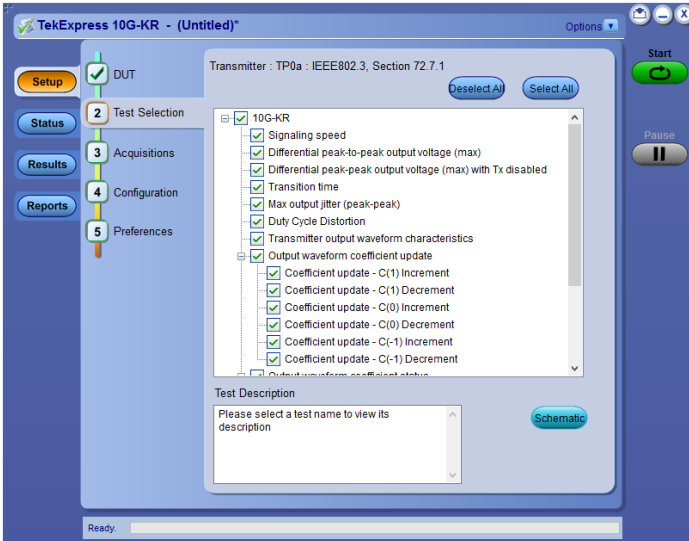 TekExpress 10G-KR - (Untitled)*
Options
Start
Pause
Setup
Status
Results
Reports
DUT
2 Test Selection
3 Acquisitions
4 Configuration
5 Preferences
Transmitter : TP0a : IEEE802.3, Section 72.7.1
Deselect All
Select All
10G-KR
Signaling speed
Differential peak-to-peak output voltage (max)
Differential peak-peak output voltage (max) with Tx disabled
Transition time
Max output jitter (peak-peak)
Duty Cycle Distortion
Transmitter output waveform characteristics
Output waveform coefficient update
Coefficient update - C(1) Increment
Coefficient update - C(1) Decrement
Coefficient update - C(0) Increment
Coefficient update - C(0) Decrement
Coefficient update - C(-1) Increment
Coefficient update - C(-1) Decrement
Output waveform coefficient status
Test Description
Please select a test name to view its
description
Schematic
Ready.